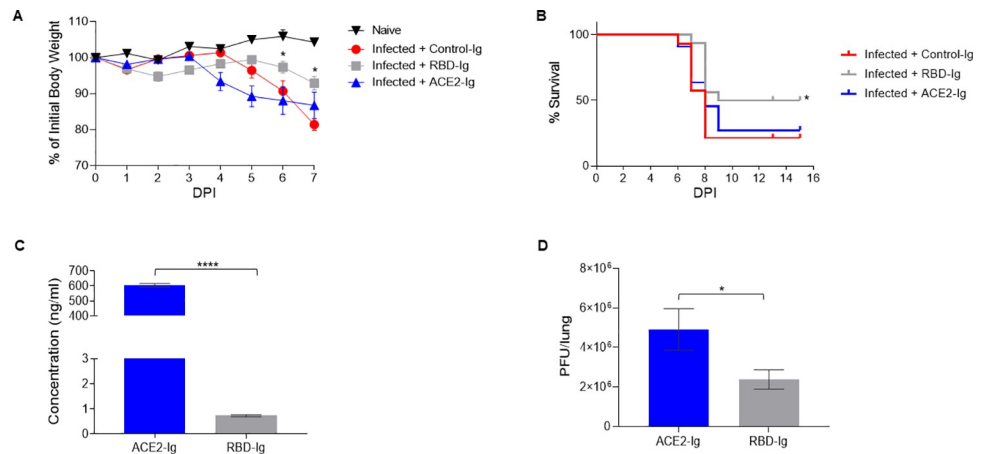 A
% of Initial Body Weight
110
100
90
80
70
0 1 2 3 4 5 6 7
DPI
* *
Naive
Infected + Control-Ig
Infected + RBD-Ig
Infected + ACE2-Ig
B
% Survival
100
50
0
0 2 4 6 8 10 12 14 16
DPI
*
Infected + Control-Ig
Infected + RBD-Ig
Infected + ACE2-Ig
C
Concentration (ng/ml)
700
600
500
400
3
2
1
0
****
ACE2-Ig RBD-Ig
D
PFU/lung
8×10⁶
6×10⁶
4×10⁶
2×10⁶
0
*
ACE2-Ig RBD-Ig